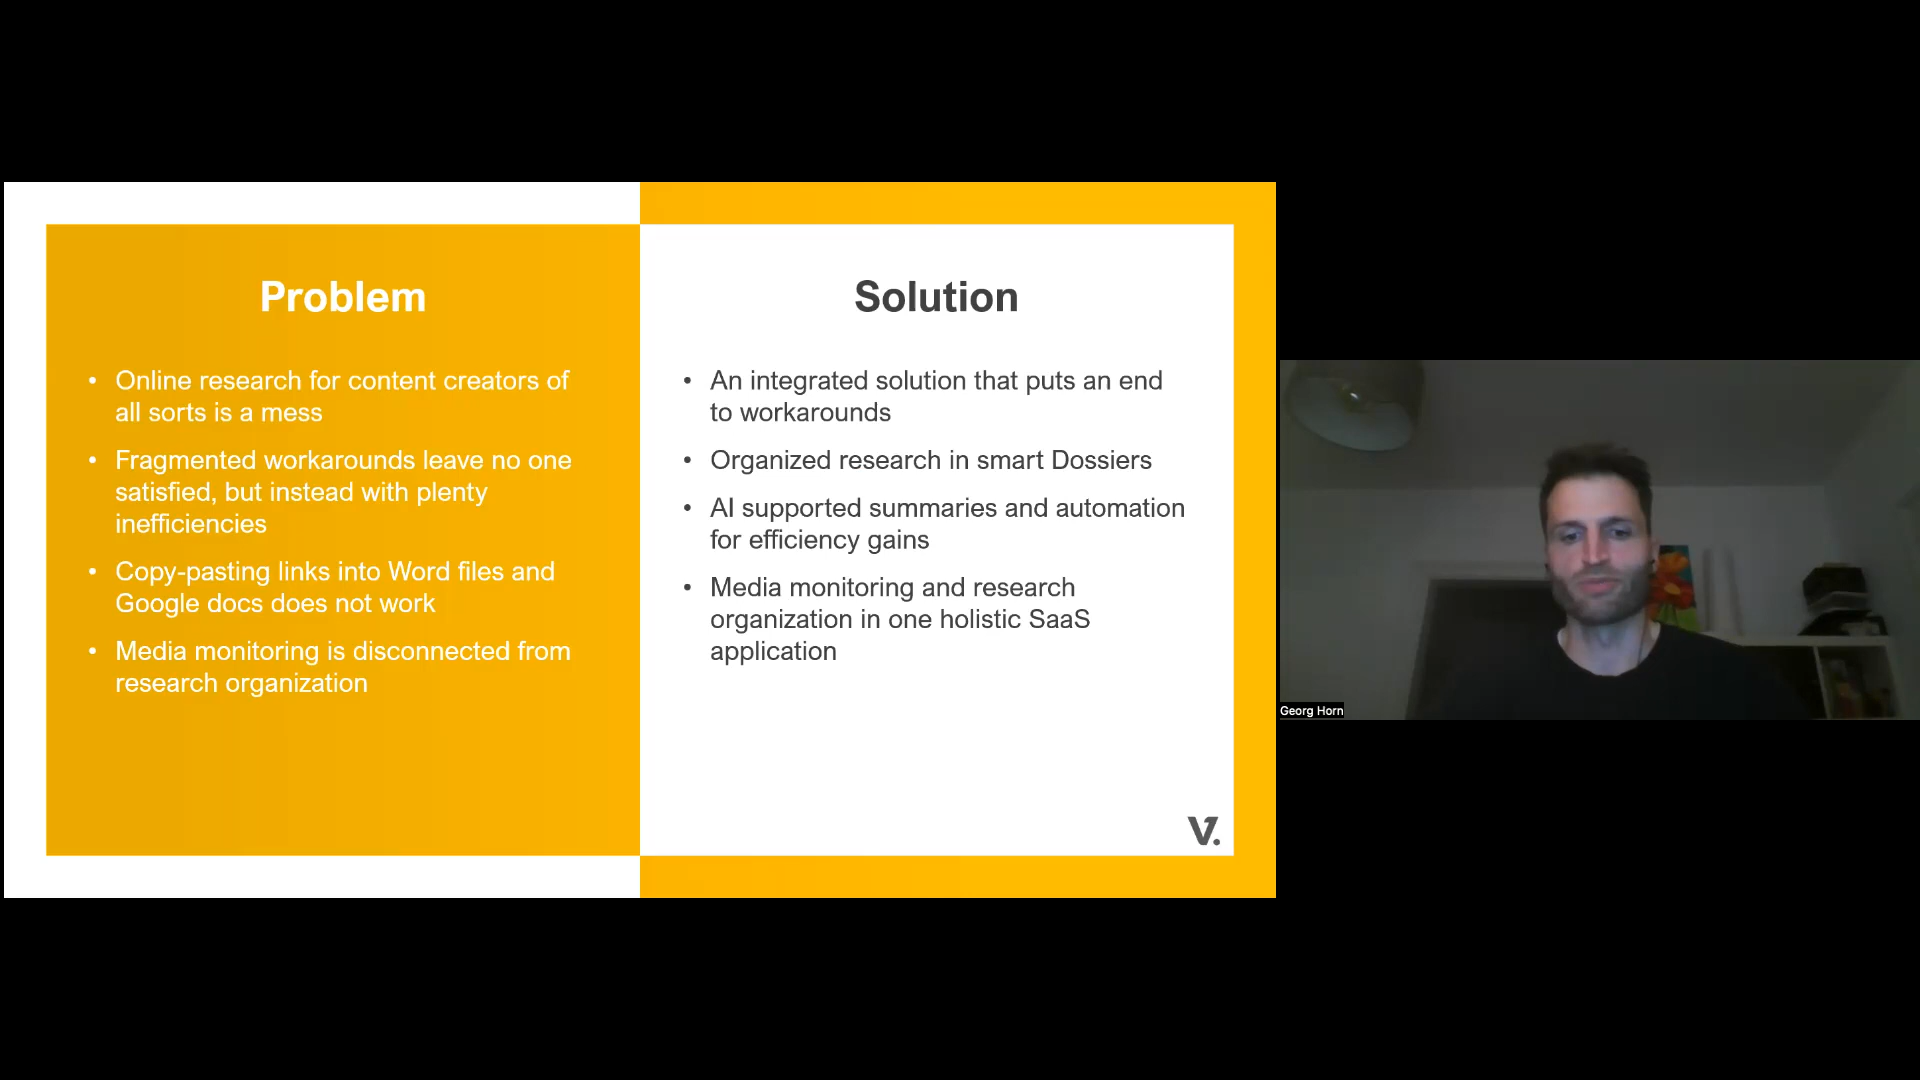 Problem
• Online research for content creators of
all sorts is a mess
• Fragmented workarounds leave no one
satisfied, but instead with plenty
inefficiencies
• Copy-pasting links into Word files and
Google docs does not work
• Media monitoring is disconnected from
research organization
Solution
• An integrated solution that puts an end
to workarounds
• Organized research in smart Dossiers
• AI supported summaries and automation
for efficiency gains
• Media monitoring and research
organization in one holistic SaaS
application
V.
Georg Horn